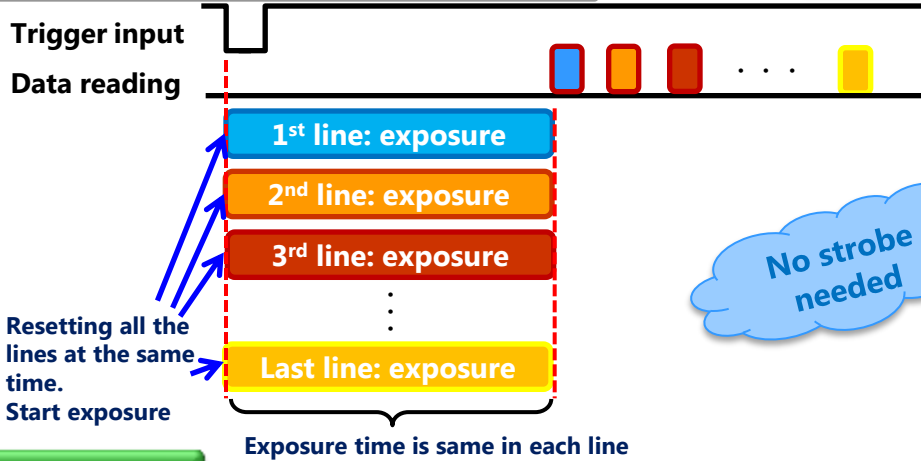 Trigger input
Data reading
. . .
1st line: exposure
2nd line: exposure
3rd line: exposure
No strobe
needed
Resetting all the
lines at the same
time.
Start exposure
Last line: exposure
Exposure time is same in each line